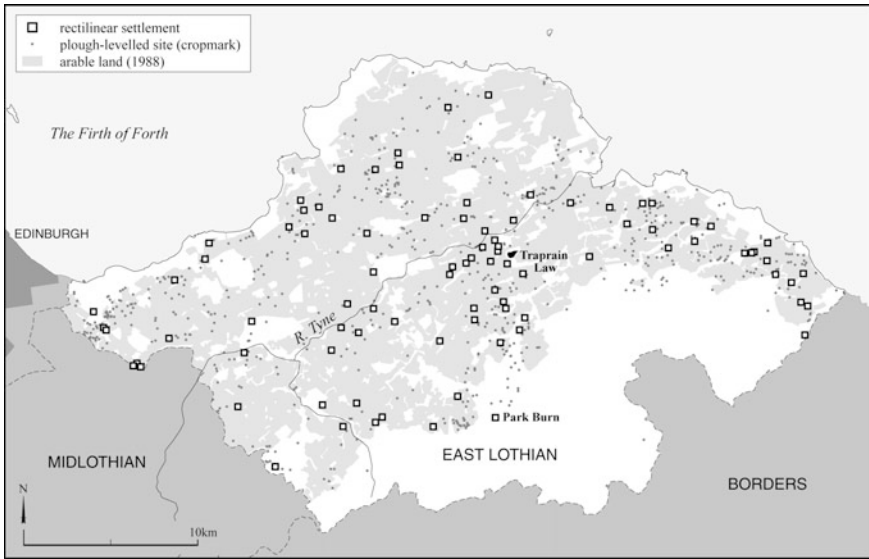 rectilinear settlement
plough-levelled site (cropmark)
arable land (1988)
The Firth of Forth
EDINBURGH
Traprain
Law
R. Tyne
Park Burn
EAST LOTHIAN
MIDLOTHIAN
BORDERS
N
10km